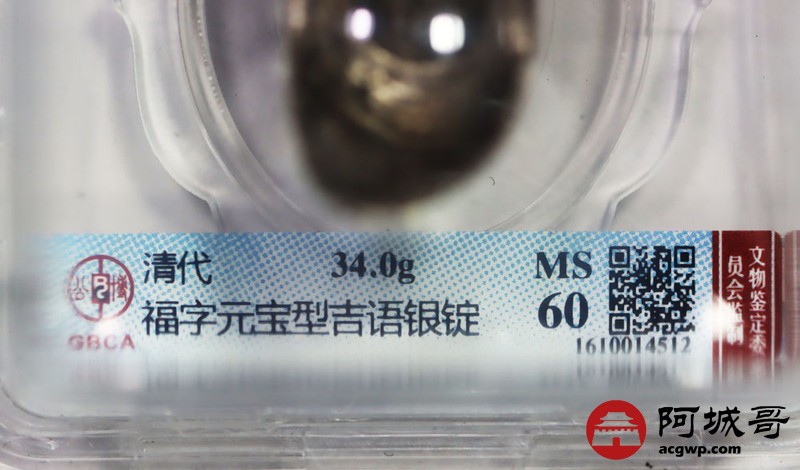 清代 34.0g MS
福字元宝型吉语银锭 60
GBCA
1610014512
文物鉴定委
员会监制
阿城哥
acgwp.com